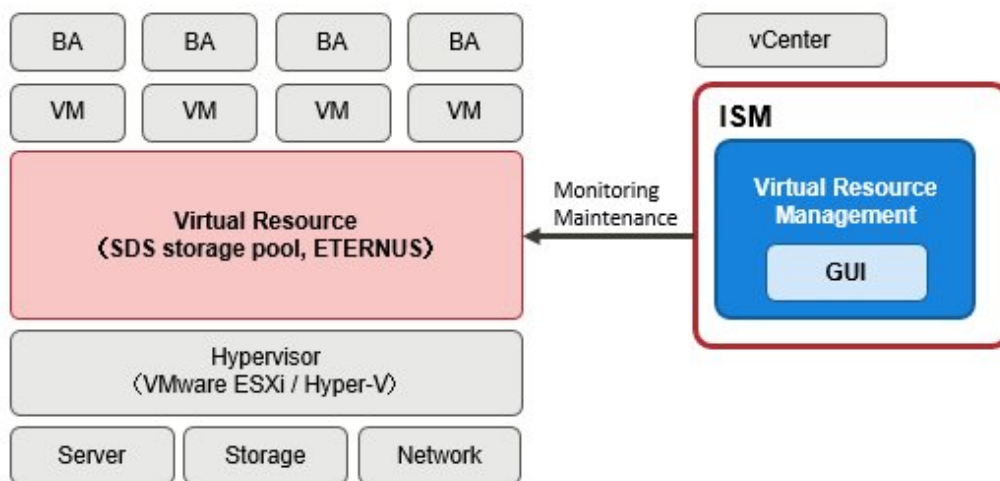 BA BA BA BA
vCenter
VM VM VM VM
ISM
Virtual Resource
（SDS storage pool, ETERNUS）
Monitoring
Maintenance
Virtual Resource
Management
GUI
Hypervisor
（VMware ESXi / Hyper-V）
Server Storage Network